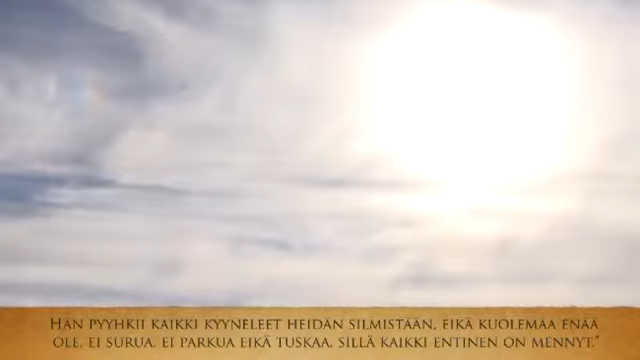 HÄN PYYHKII KAIKKI KYYNELEET HEIDÄN SILMISTÄÄN, EIKÄ KUOLEMAA ENÄÄ
OLE, EI SURUA, EI PARKUA EIKÄ TUSKAA, SILLÄ KAIKKI ENTINEN ON MENNYT."